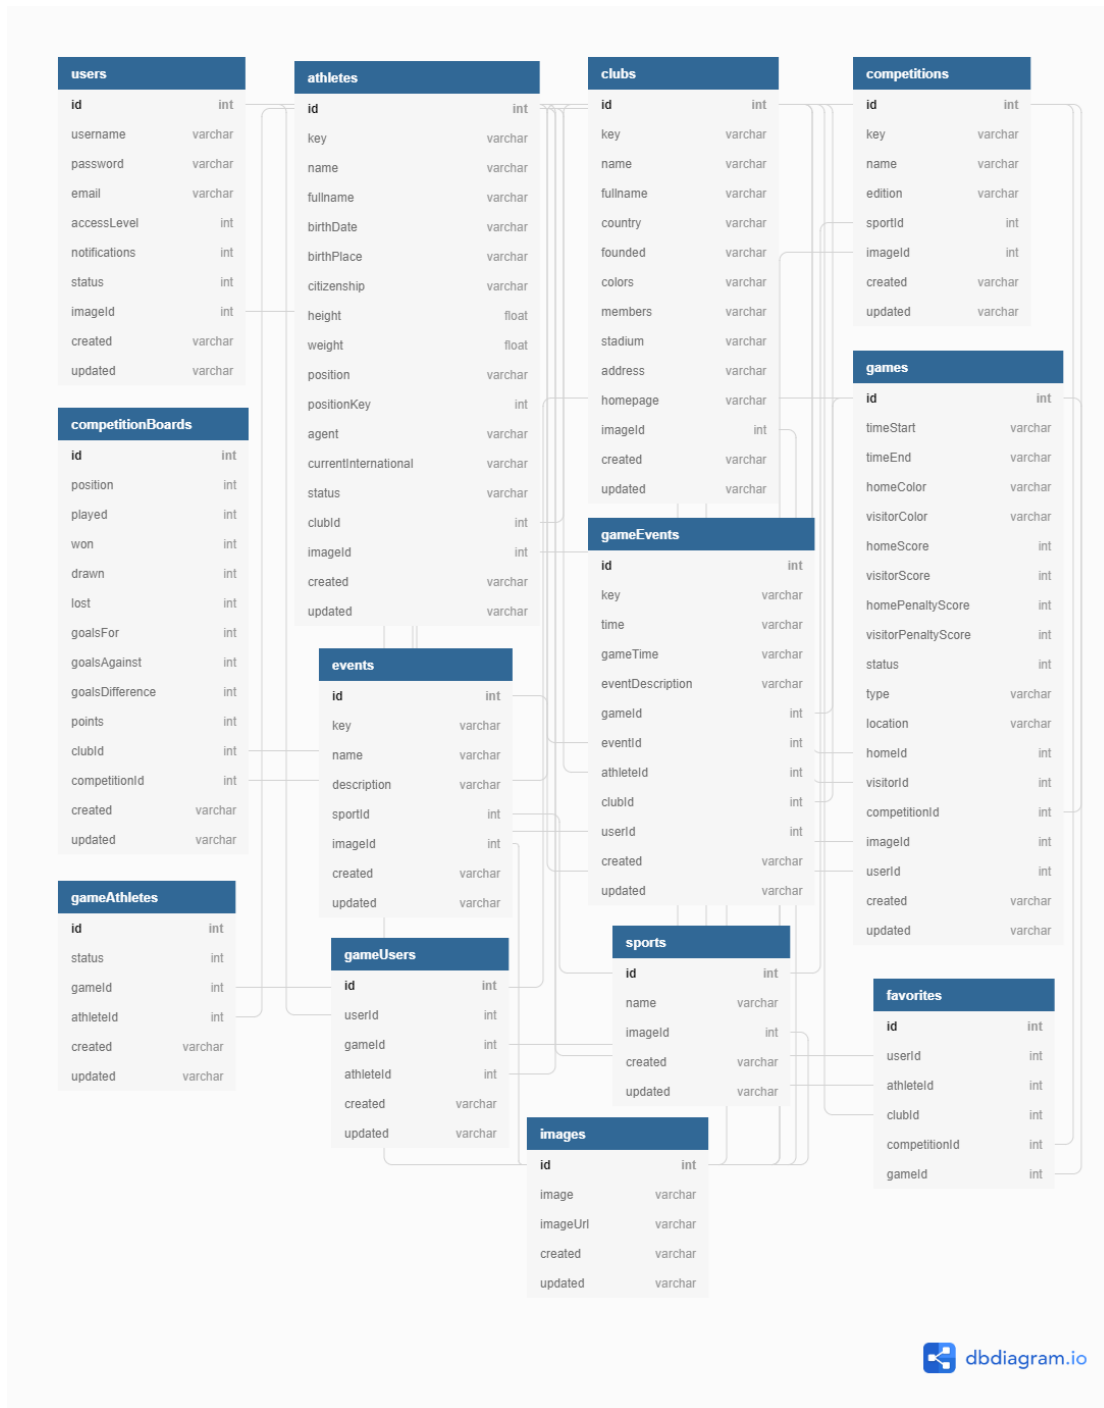 users
id int
username varchar
password varchar
email varchar
accessLevel int
notifications int
status int
imageId int
created varchar
updated varchar
athletes
id int
key varchar
name varchar
fullname varchar
birthDate varchar
birthPlace varchar
citizenship varchar
height float
weight float
position varchar
positionKey int
agent varchar
currentInternational varchar
status varchar
clubId int
imageId int
created varchar
updated varchar
clubs
id int
key varchar
name varchar
fullname varchar
country varchar
founded varchar
colors varchar
members varchar
stadium varchar
address varchar
homepage varchar
imageId int
created varchar
updated varchar
competitions
id int
key varchar
name varchar
edition varchar
sportId int
imageId int
created varchar
updated varchar
competitionBoards
id int
position int
played int
won int
drawn int
lost int
goalsFor int
goalsAgainst int
goalsDifference int
points int
clubId int
competitionId int
created varchar
updated varchar
games
id int
timeStart varchar
timeEnd varchar
homeColor varchar
visitorColor varchar
homeScore int
visitorScore int
homePenaltyScore int
visitorPenaltyScore int
status int
type varchar
location varchar
homeId int
visitorId int
competitionId int
imageId int
userId int
created varchar
updated varchar
gameEvents
id int
key varchar
time varchar
gameTime varchar
eventDescription varchar
gameId int
eventId int
athleteId int
clubId int
userId int
created varchar
updated varchar
events
id int
key varchar
name varchar
description varchar
sportId int
imageId int
created varchar
updated varchar
gameAthletes
id int
status int
gameId int
athleteId int
created varchar
updated varchar
gameUsers
id int
userId int
gameId int
athleteId int
created varchar
updated varchar
sports
id int
name varchar
imageId int
created varchar
updated varchar
favorites
id int
userId int
athleteId int
clubId int
competitionId int
gameId int
images
id int
image varchar
imageUrl varchar
created varchar
updated varchar
dbdiagram.io